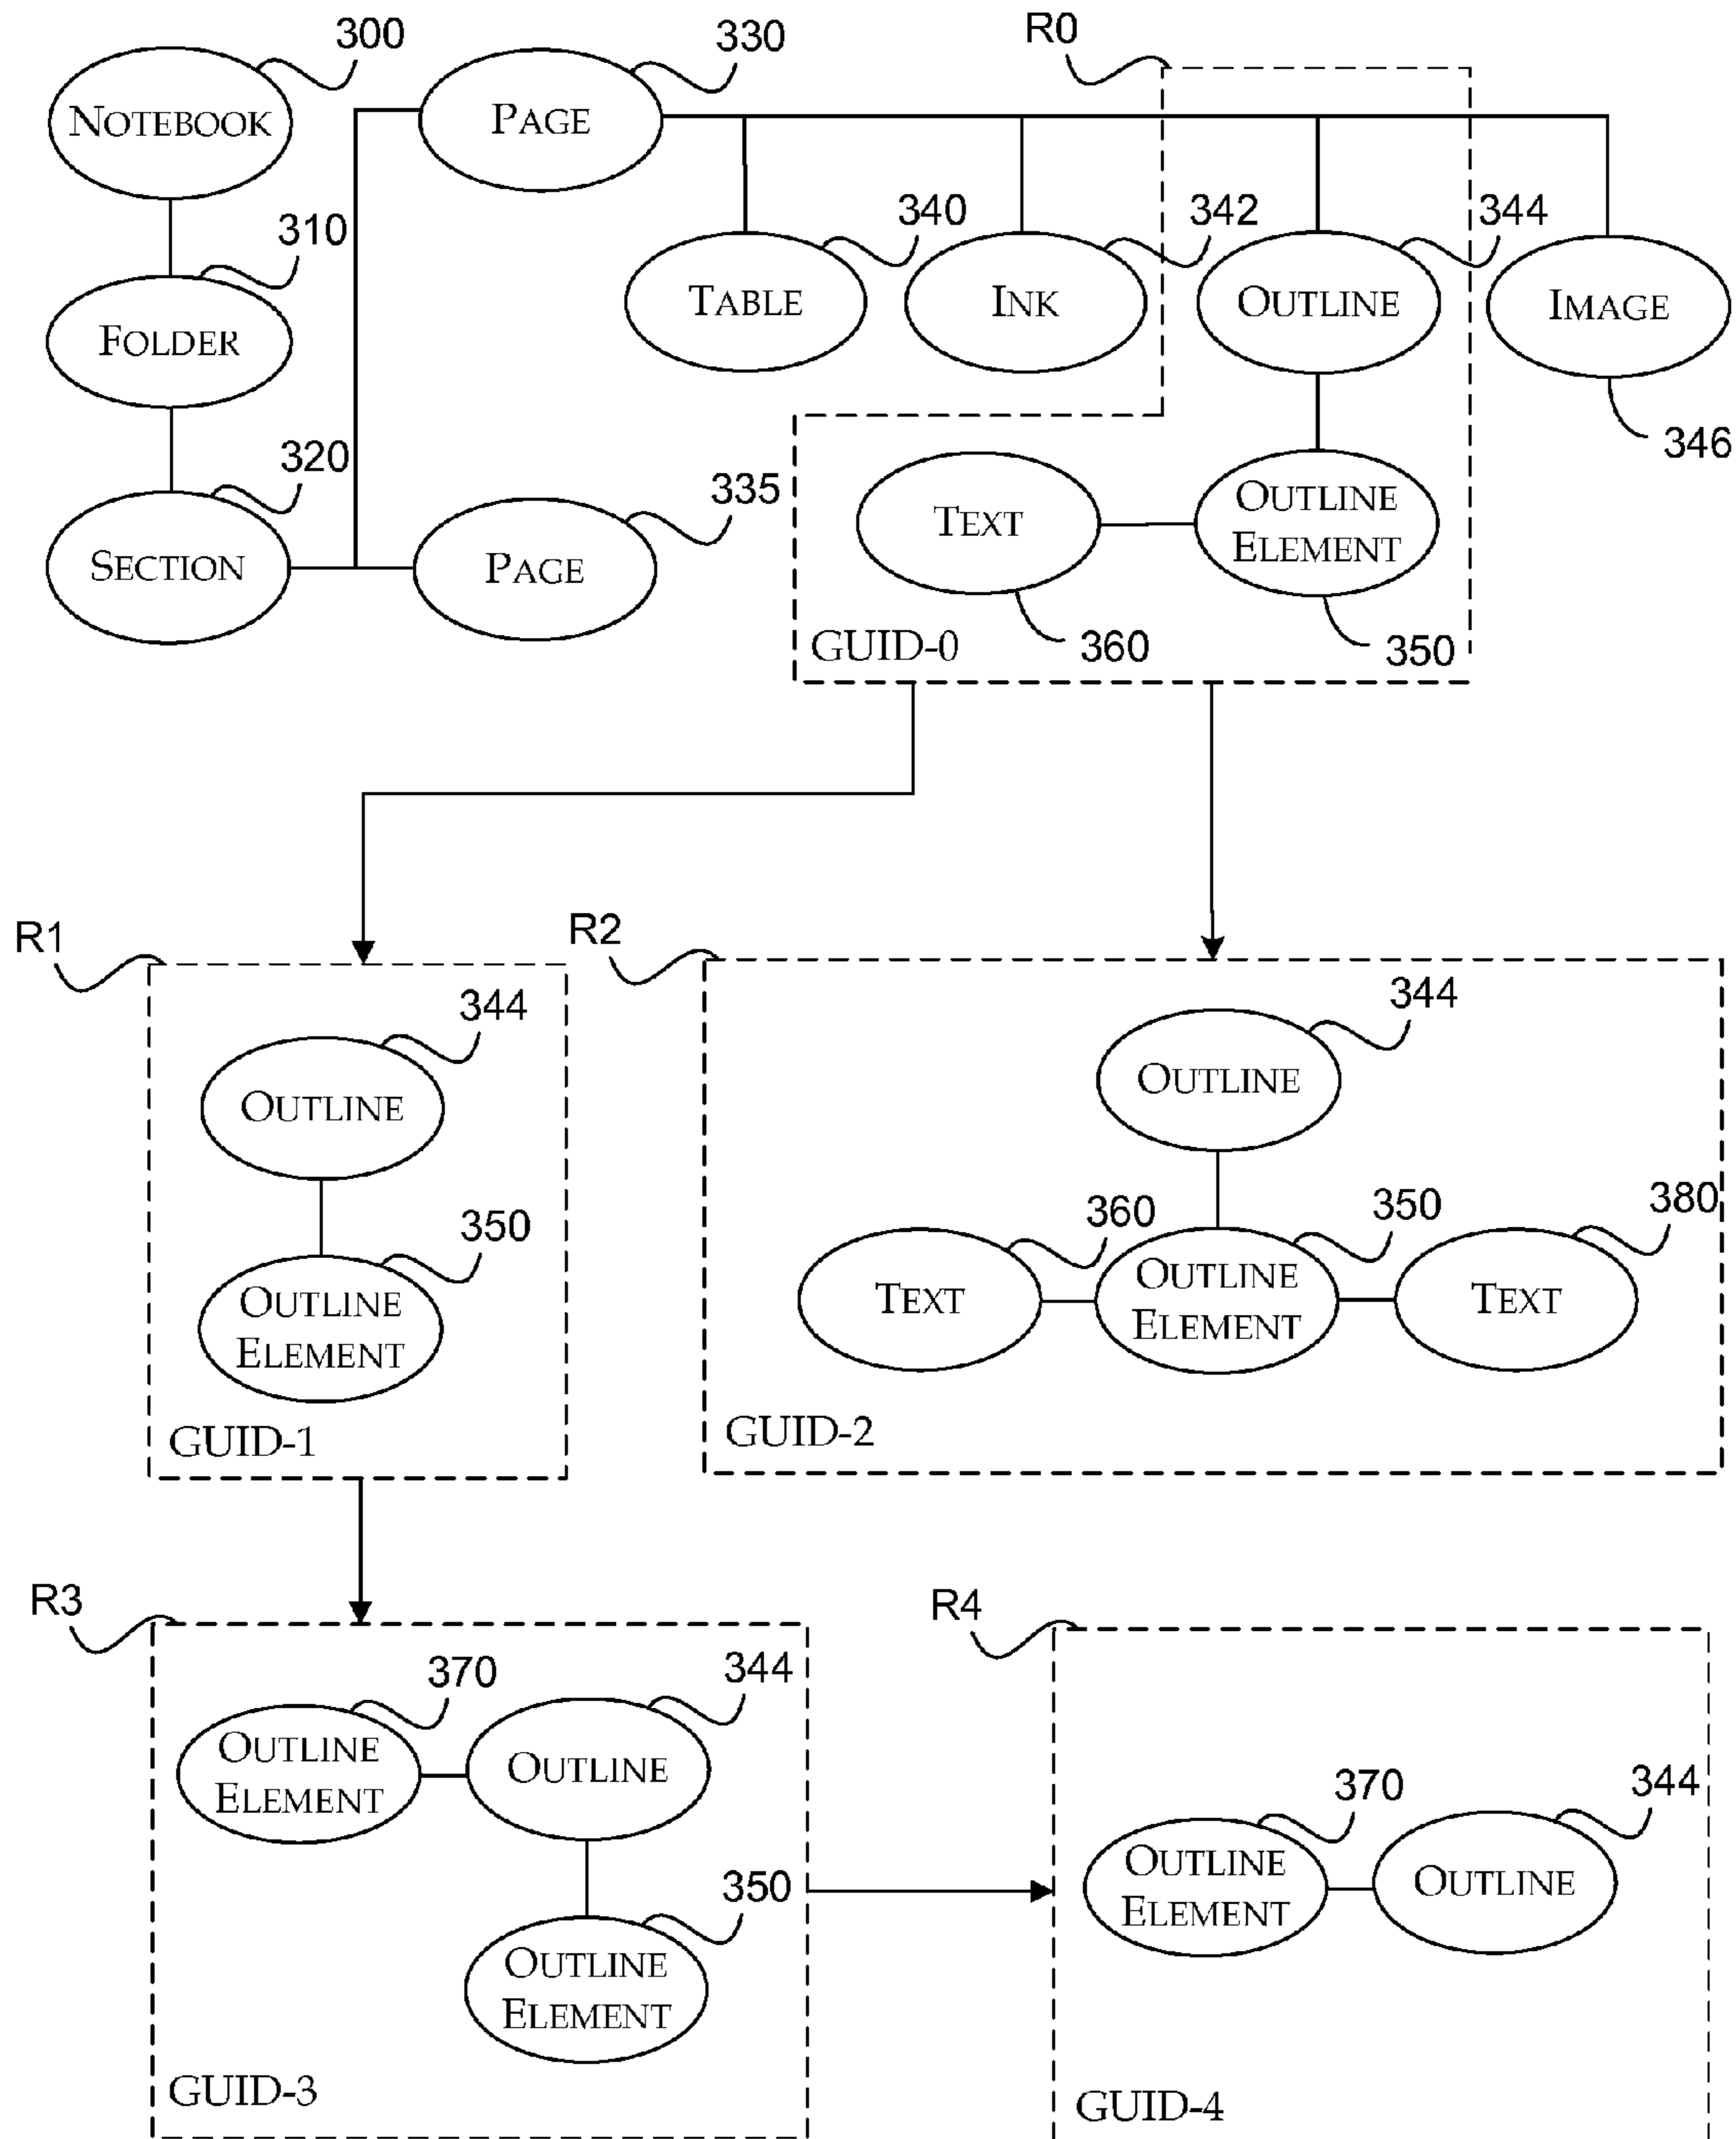 300
330
R0
NOTEBOOK
PAGE
310
340
342
344
FOLDER
TABLE
INK
OUTLINE
IMAGE
346
320
335
SECTION
PAGE
TEXT
OUTLINE
ELEMENT
GUID-0
360
350
R1
R2
344
344
OUTLINE
OUTLINE
350
360
350
380
OUTLINE
ELEMENT
TEXT
OUTLINE
ELEMENT
TEXT
GUID-1
GUID-2
R3
R4
370
344
OUTLINE
ELEMENT
OUTLINE
370
344
350
OUTLINE
ELEMENT
OUTLINE
OUTLINE
ELEMENT
GUID-3
GUID-4